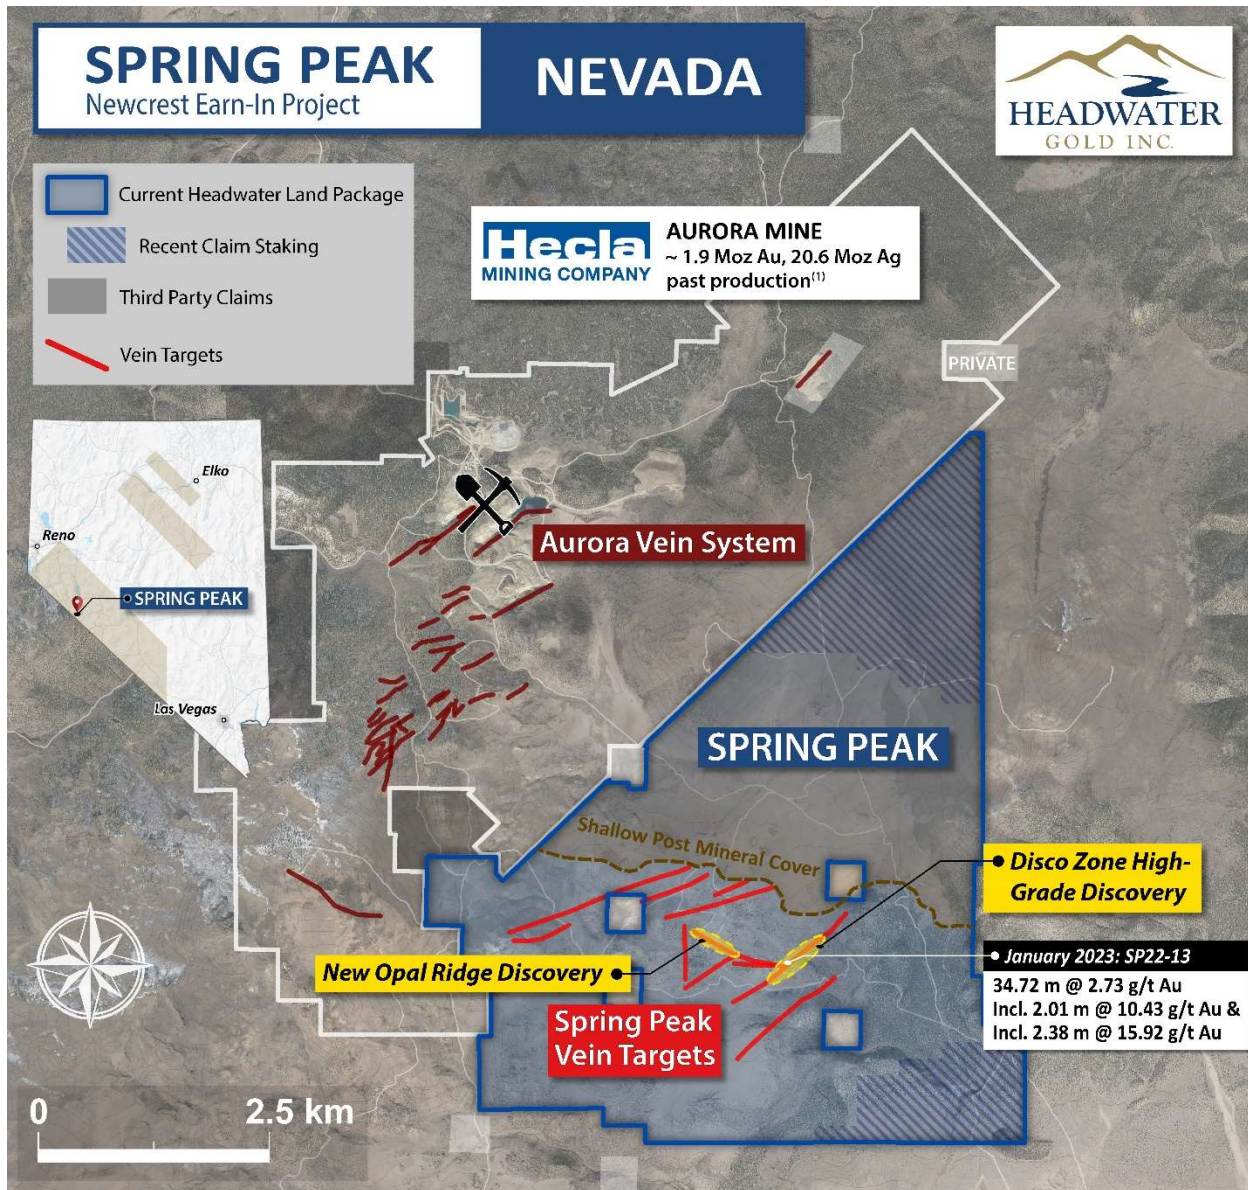 SPRING PEAK
Newcrest Earn-In Project
NEVADA
HEADWATER
GOLD INC.
Current Headwater Land Package
Recent Claim Staking
Third Party Claims
Vein Targets
Hecla
MINING COMPANY
AURORA MINE
~ 1.9 Moz Au, 20.6 Moz Ag
past production(1)
PRIVATE
Elko
Reno
SPRING PEAK
Las Vegas
Aurora Vein System
SPRING PEAK
Shallow Post Mineral Cover
Disco Zone High-
Grade Discovery
New Opal Ridge Discovery
January 2023: SP22-13
34.72 m @ 2.73 g/t Au
Incl. 2.01 m @ 10.43 g/t Au &
Incl. 2.38 m @ 15.92 g/t Au
Spring Peak
Vein Targets
0 2.5 km